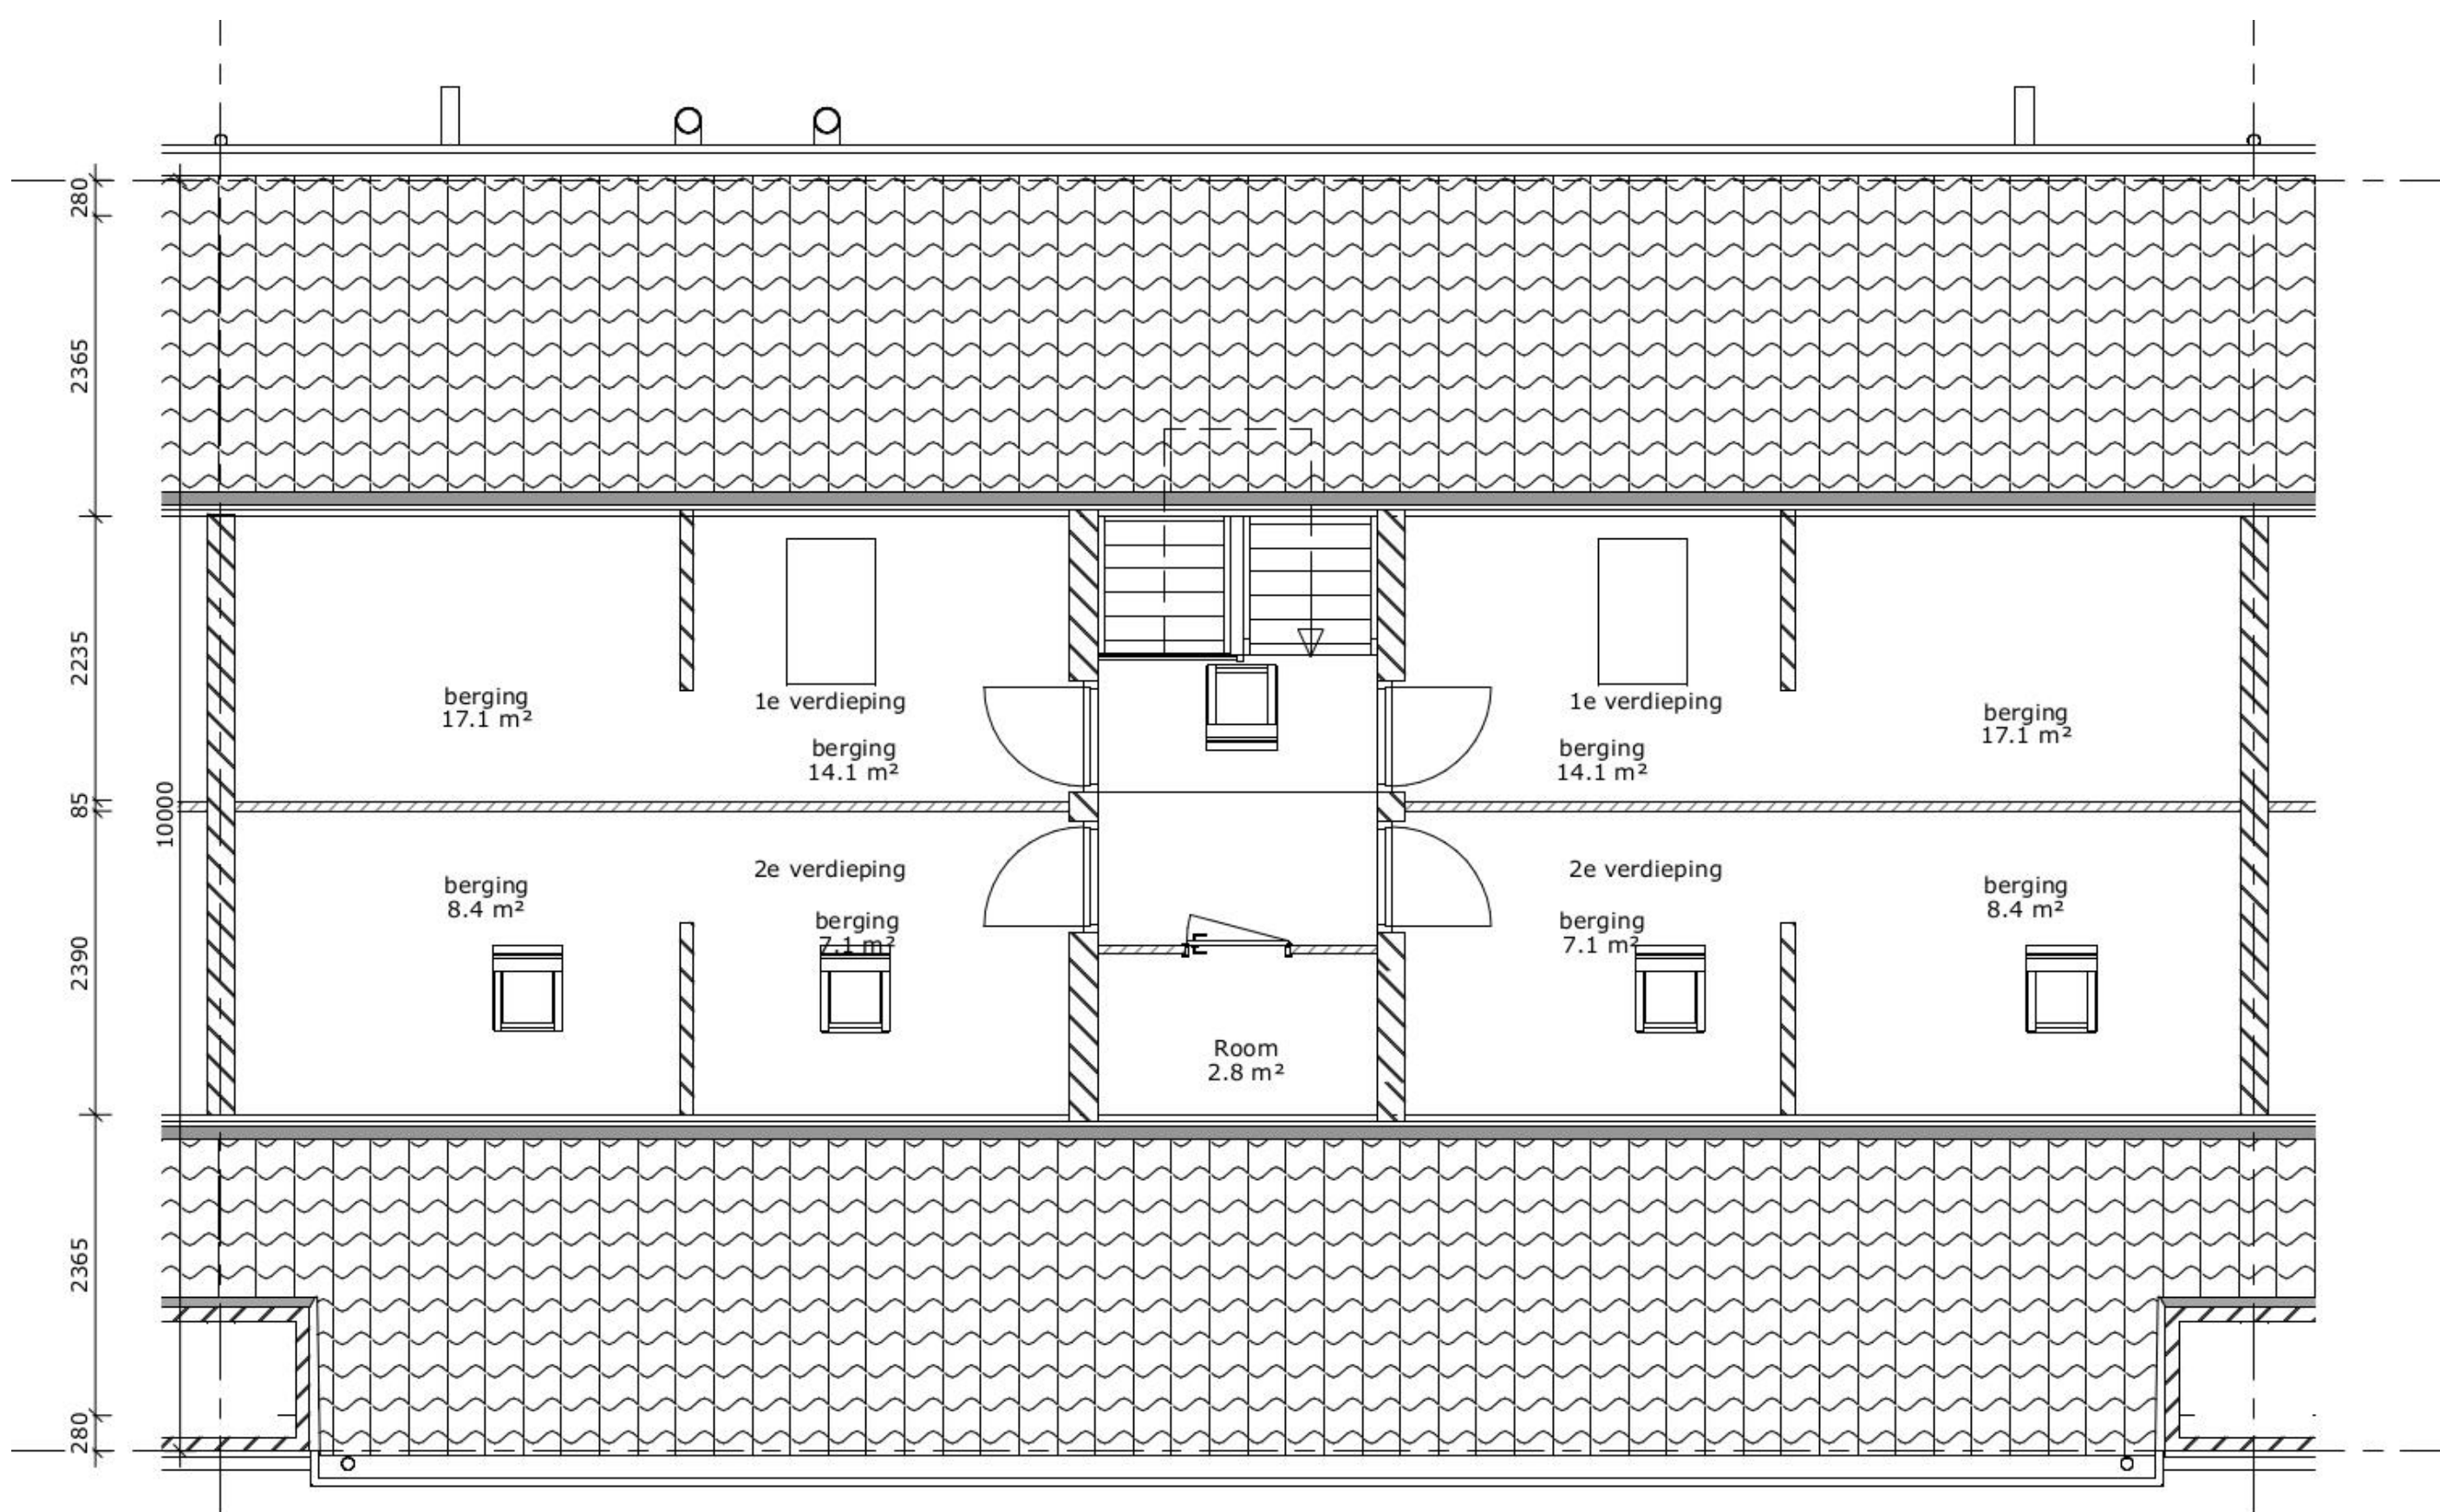 280
2365
2235
85
10000
2390
2365
280
berging
17.1 m²
1e verdieping
berging
14.1 m²
1e verdieping
berging
14.1 m²
berging
17.1 m²
berging
8.4 m²
2e verdieping
berging
7.1 m²
2e verdieping
berging
7.1 m²
berging
8.4 m²
Room
2.8 m²